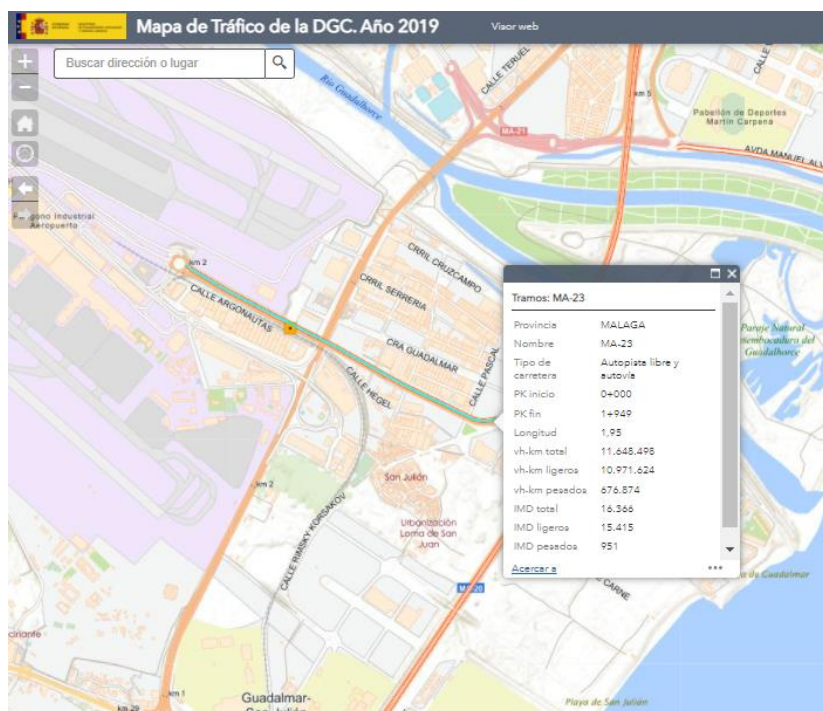 Mapa de Tráfico de la DGC. Año 2019
Visor web
Buscar dirección o lugar
CALLE TERUEL
Río Guadalhorce
MA-21
km 5
Pabellón de Deportes
Martín Carpena
AVDA MANUEL ALV
Polígono Industrial
Aeropuerto
km 2
CRRIL CRUZCAMPO
CRRIL SERRERIA
CALLE ARGONAUTAS
CRA GUADALMAR
CALLE PASCAL
CALLE HEGEL
Tramos: MA-23
Provincia MALAGA
Nombre MA-23
Tipo de carretera Autopista libre y autovía
PK inicio 0+000
PK fin 1+949
Longitud 1,95
vh-km total 11.648.498
vh-km ligeros 10.971.624
vh-km pesados 676.874
IMD total 16.366
IMD ligeros 15.415
IMD pesados 951
Acercar a
Paraje Natural
Guadalhorce
San Julián
km 2
Urbanización
Loma de San
Juan
CALLE RIMSKY KORSAKOV
CARNE
de Guadalmar
km 1
km 29
Guadalmar-
Playa de San Julián